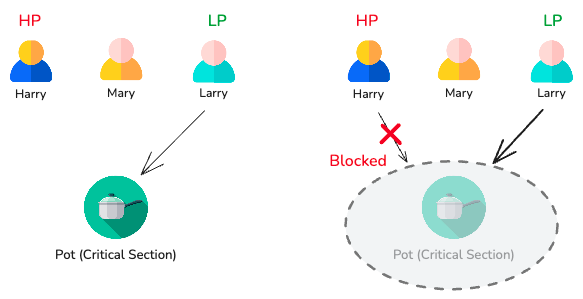 HP
LP
Harry
Mary
Larry
Pot (Critical Section)
HP
LP
Harry
Mary
Larry
Blocked
Pot (Critical Section)